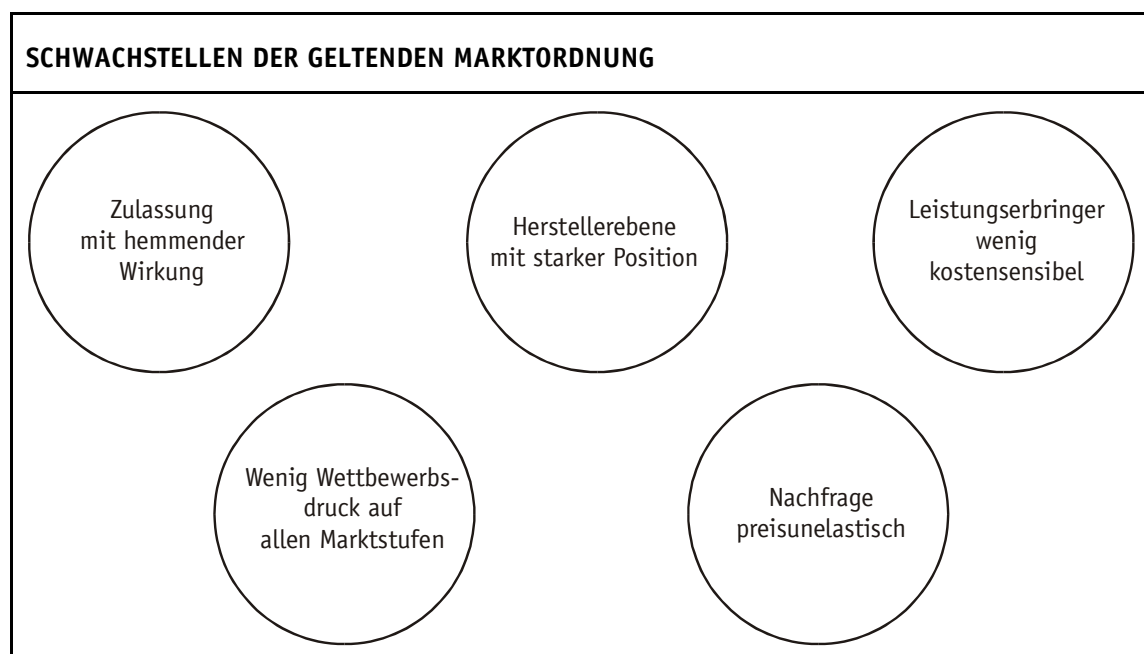 SCHWACHSTELLEN DER GELTENDEN MARKTORDNUNG
Zulassung
mit hemmender
Wirkung
Herstellerebene
mit starker Position
Leistungserbringer
wenig
kostensensibel
Wenig Wettbewerbs-
druck auf
allen Marktstufen
Nachfrage
preisunelastisch